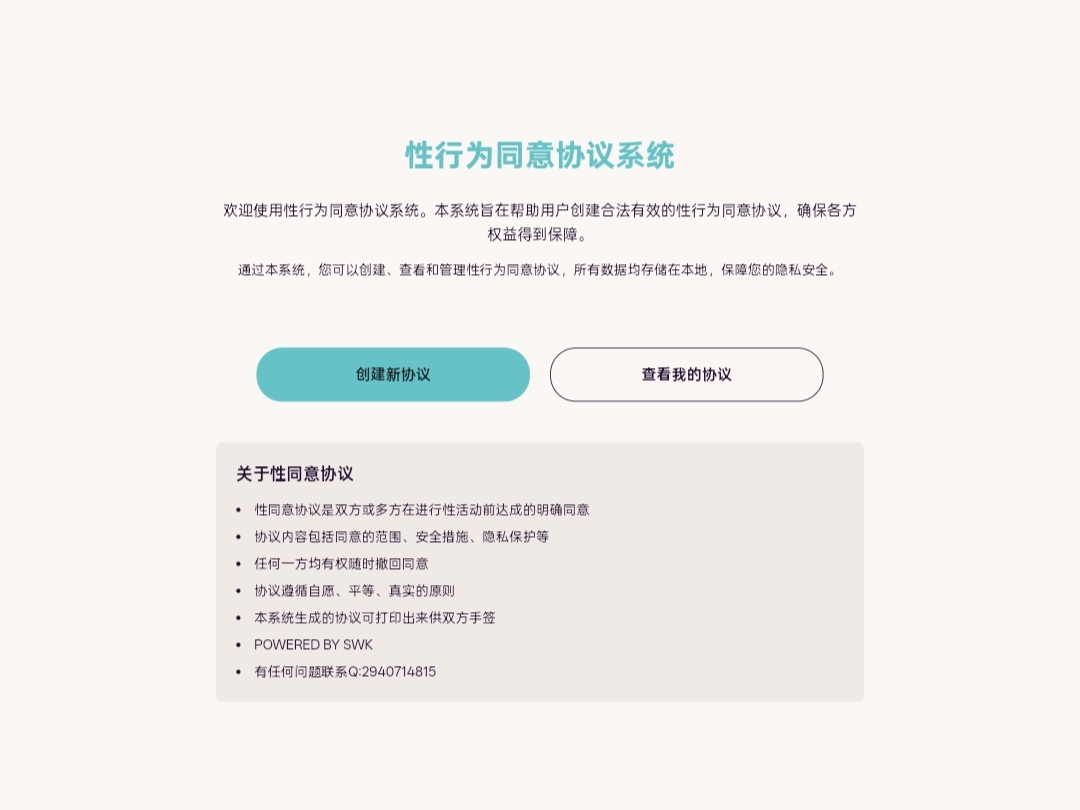 性行为同意协议系统
欢迎使用性行为同意协议系统。本系统旨在帮助用户创建合法有效的性行为同意协议，确保各方
权益得到保障。
通过本系统，您可以创建、查看和管理性行为同意协议，所有数据均存储在本地，保障您的隐私安全。
创建新协议
查看我的协议
关于性同意协议
• 性同意协议是双方或多方在进行性活动前达成的明确同意
• 协议内容包括同意的范围、安全措施、隐私保护等
• 任何一方均有权随时撤回同意
• 协议遵循自愿、平等、真实的原则
• 本系统生成的协议可打印出来供双方手签
• POWERED BY SWK
• 有任何问题联系Q:2940714815